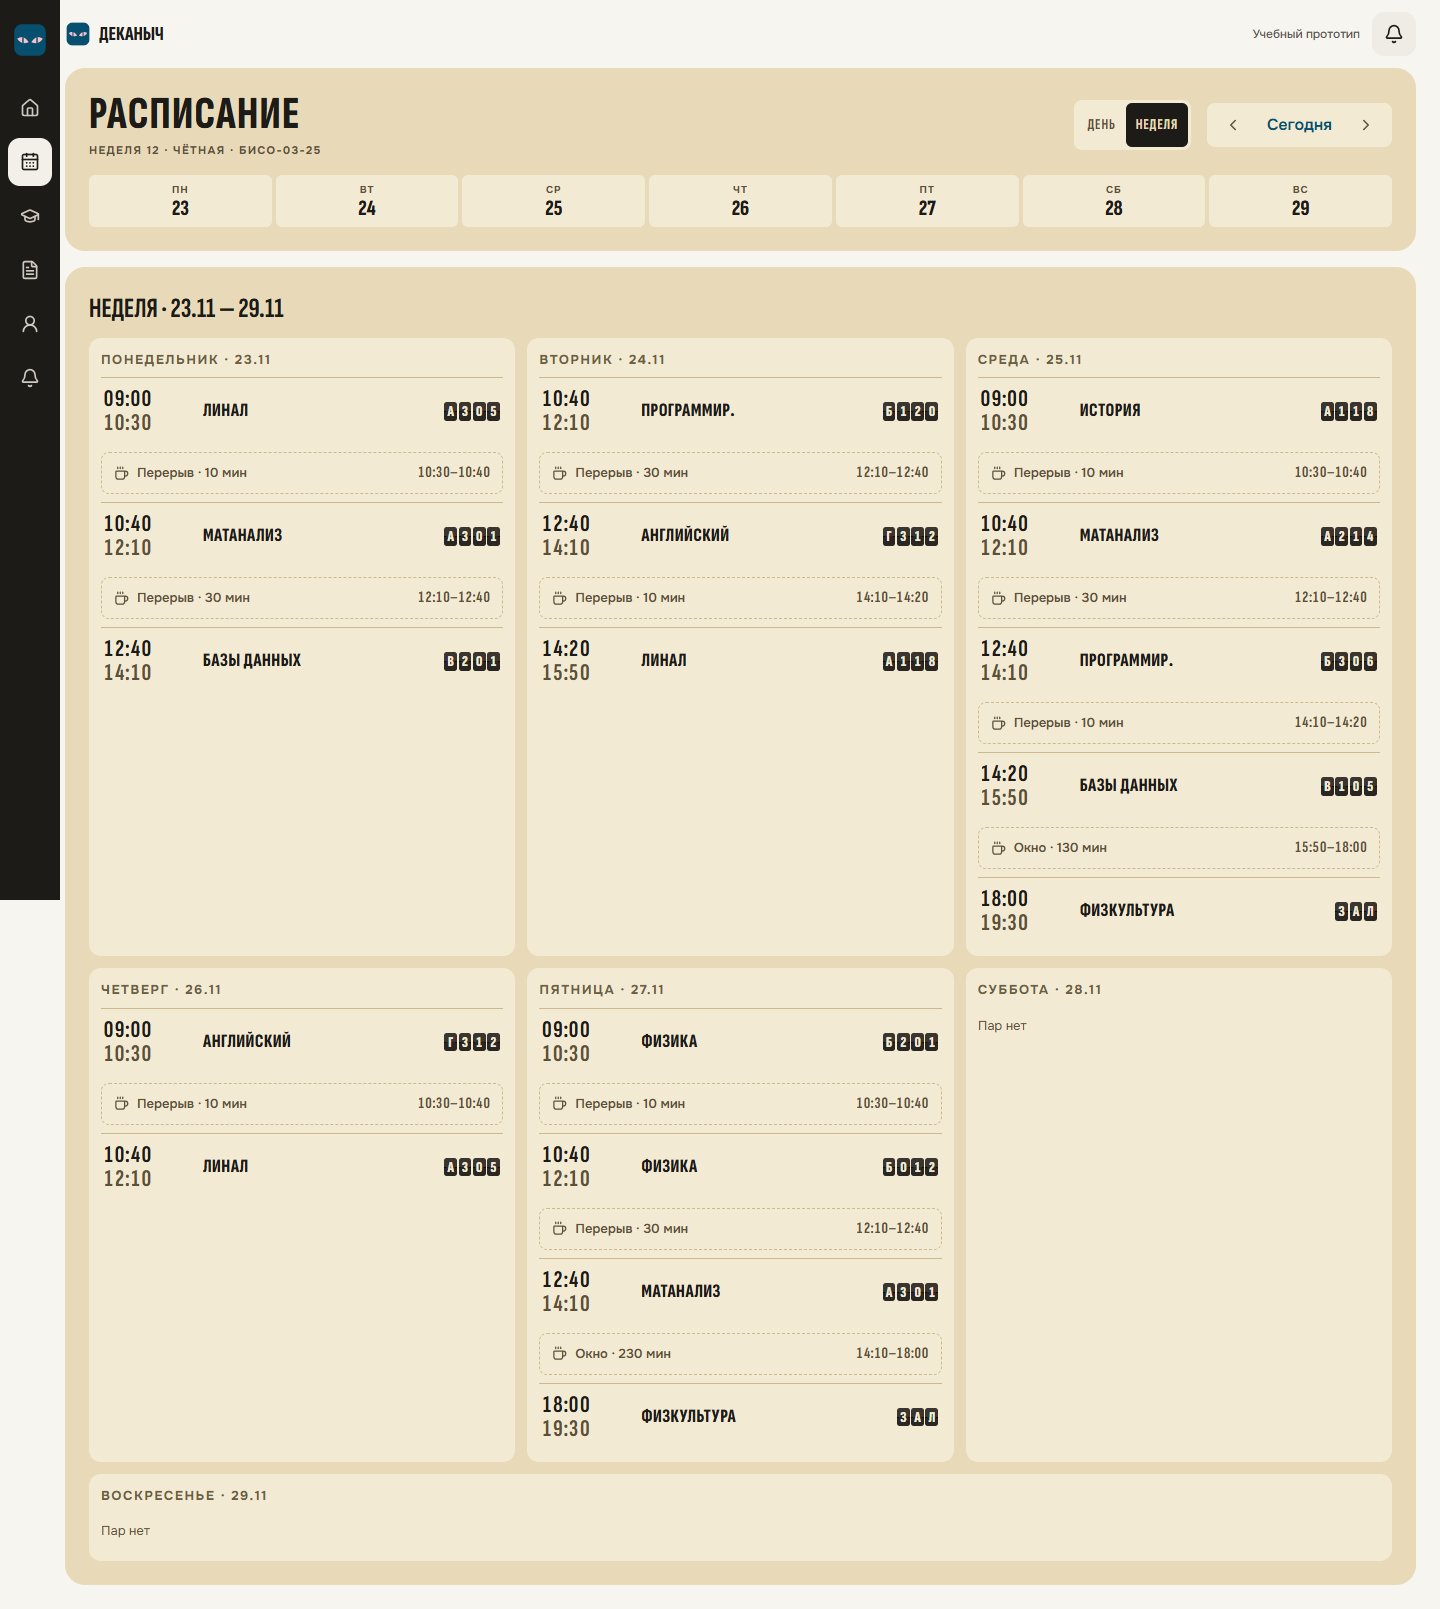 ДЕКАНЫЧ
Учебный прототип
РАСПИСАНИЕ
НЕДЕЛЯ 12 · ЧЁТНАЯ · БИСО-03-25
ДЕНЬ НЕДЕЛЯ
Сегодня
ПН ВТ СР ЧТ ПТ СБ ВС
23 24 25 26 27 28 29
НЕДЕЛЯ · 23.11 — 29.11
ПОНЕДЕЛЬНИК · 23.11
09:00
10:30
ЛИНАЛ
А305
Перерыв · 10 мин 10:30–10:40
10:40
12:10
МАТАНАЛИЗ
А301
Перерыв · 30 мин 12:10–12:40
12:40
14:10
БАЗЫ ДАННЫХ
В201
ВТОРНИК · 24.11
10:40
12:10
ПРОГРАММИР.
Б120
Перерыв · 30 мин 12:10–12:40
12:40
14:10
АНГЛИЙСКИЙ
Г312
Перерыв · 10 мин 14:10–14:20
14:20
15:50
ЛИНАЛ
А118
СРЕДА · 25.11
09:00
10:30
ИСТОРИЯ
А118
Перерыв · 10 мин 10:30–10:40
10:40
12:10
МАТАНАЛИЗ
А214
Перерыв · 30 мин 12:10–12:40
12:40
14:10
ПРОГРАММИР.
Б306
Перерыв · 10 мин 14:10–14:20
14:20
15:50
БАЗЫ ДАННЫХ
В105
Окно · 130 мин 15:50–18:00
18:00
19:30
ФИЗКУЛЬТУРА
ЗАЛ
ЧЕТВЕРГ · 26.11
09:00
10:30
АНГЛИЙСКИЙ
Г312
Перерыв · 10 мин 10:30–10:40
10:40
12:10
ЛИНАЛ
А305
ПЯТНИЦА · 27.11
09:00
10:30
ФИЗИКА
Б201
Перерыв · 10 мин 10:30–10:40
10:40
12:10
ФИЗИКА
Б012
Перерыв · 30 мин 12:10–12:40
12:40
14:10
МАТАНАЛИЗ
А301
Окно · 230 мин 14:10–18:00
18:00
19:30
ФИЗКУЛЬТУРА
ЗАЛ
СУББОТА · 28.11
Пар нет
ВОСКРЕСЕНЬЕ · 29.11
Пар нет